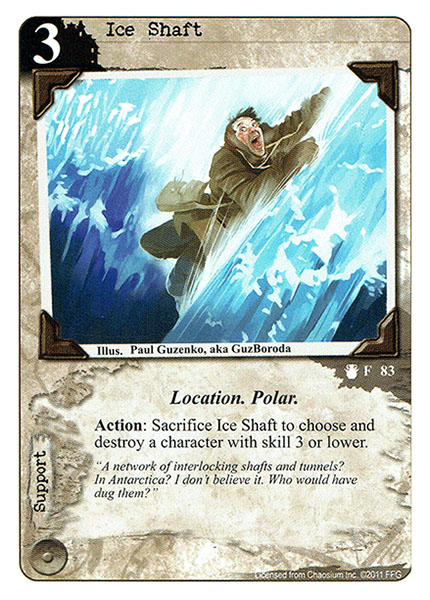 3
Ice Shaft
Illus. Paul Guzenko, aka GuzBoroda
F 83
Location. Polar.
Action: Sacrifice Ice Shaft to choose and
destroy a character with skill 3 or lower.
"A network of interlocking shafts and tunnels?
In Antarctica? I don't believe it. Who would have
dug them?"
Support
Licensed from Chaosium Inc. ©2011 FFG